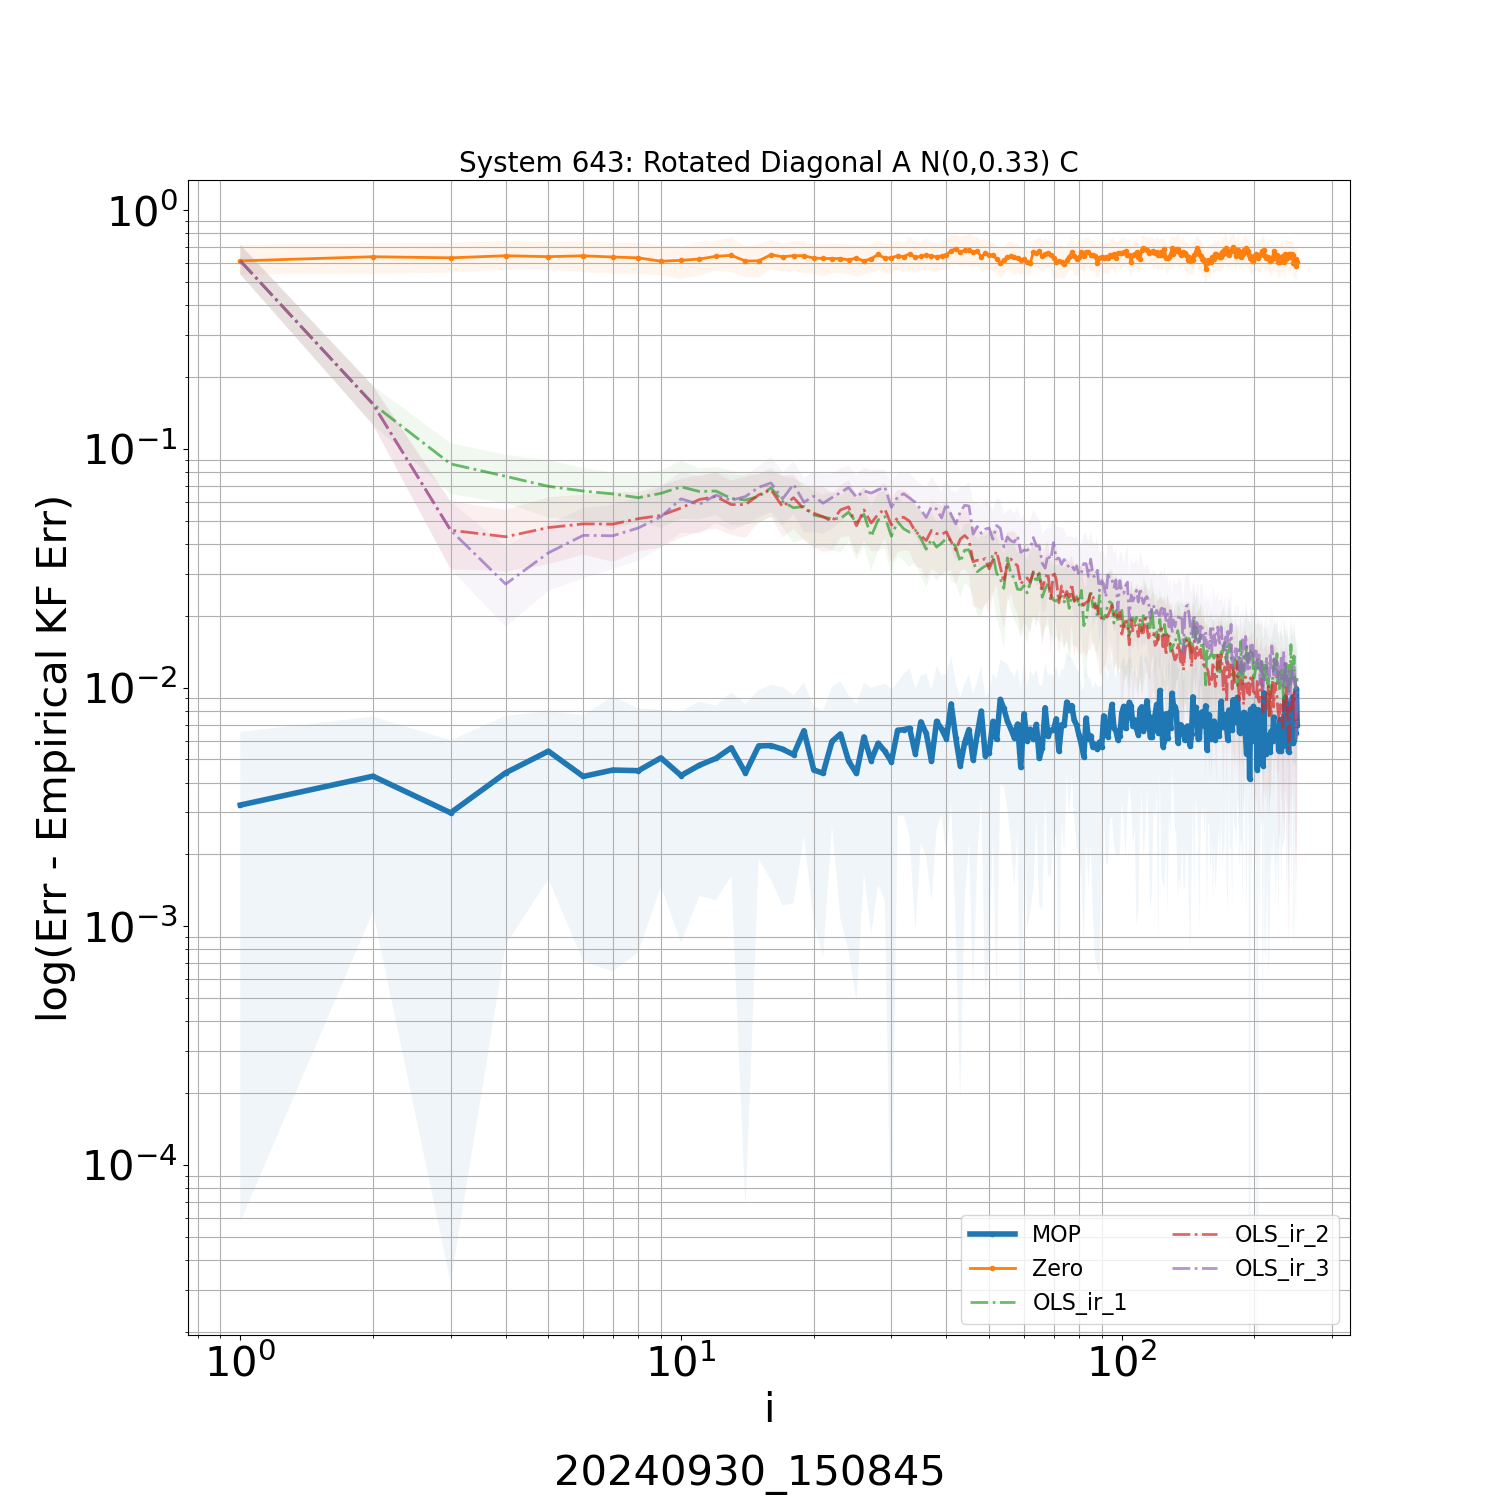 System 643: Rotated Diagonal A N(0,0.33) C
log(Err - Empirical KF Err)
10⁰
10⁻¹
10⁻²
10⁻³
10⁻⁴
MOP
Zero
OLS_ir_1
OLS_ir_2
OLS_ir_3
10⁰ 10¹ 10²
i
20240930_150845